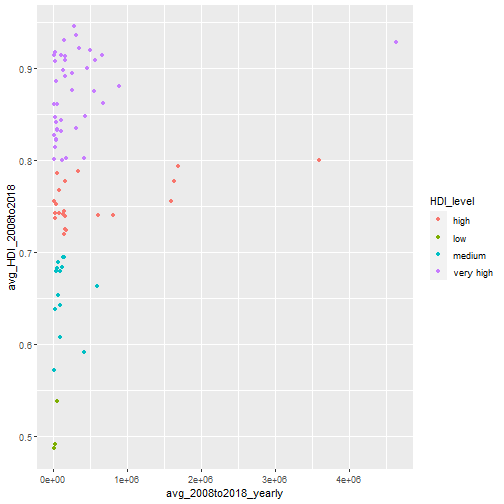 avg_HDI_2008to2018
0.9
0.8
0.7
0.6
0.5
0e+00 1e+06 2e+06 3e+06 4e+06
avg_2008to2018_yearly
HDI_level
high
low
medium
very high